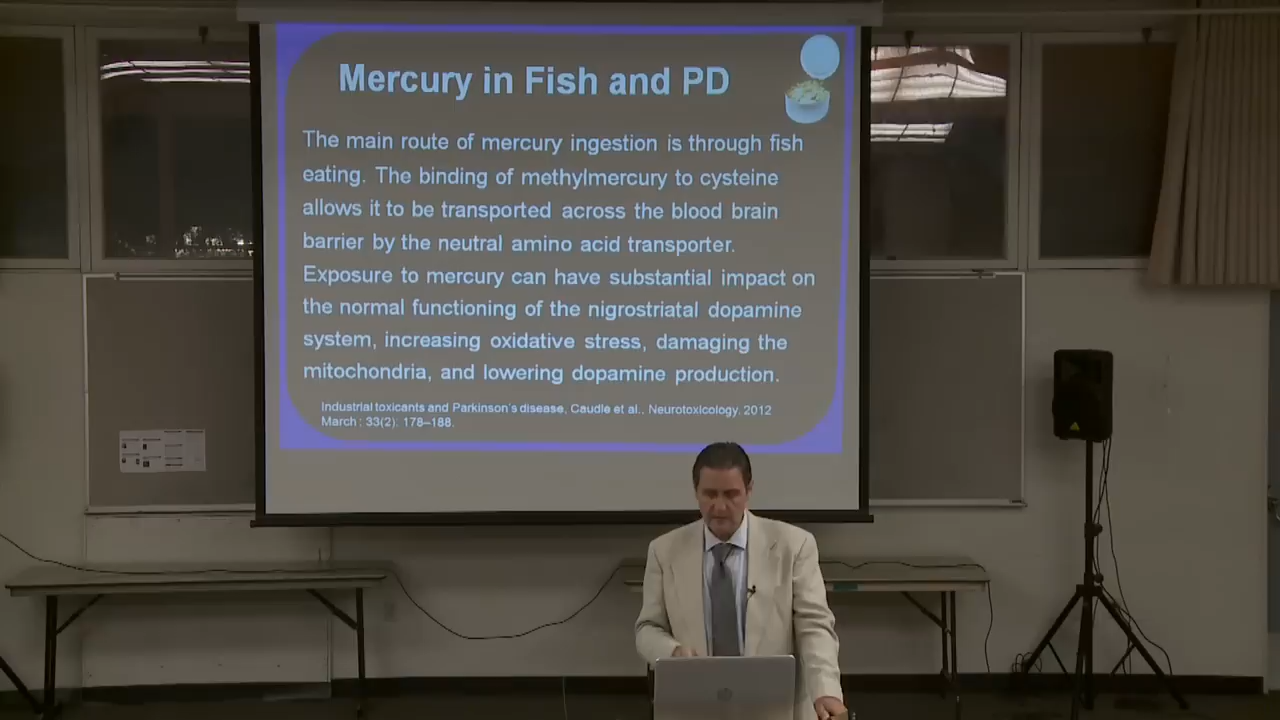 Mercury in Fish and PD
The main route of mercury ingestion is through fish
eating. The binding of methylmercury to cysteine
allows it to be transported across the blood brain
barrier by the neutral amino acid transporter.
Exposure to mercury can have substantial impact on
the normal functioning of the nigrostriatal dopamine
system, increasing oxidative stress, damaging the
mitochondria, and lowering dopamine production.
Industrial toxicants and Parkinson's disease, Caudle et al., Neurotoxicology. 2012
March ; 33(2): 178–188.